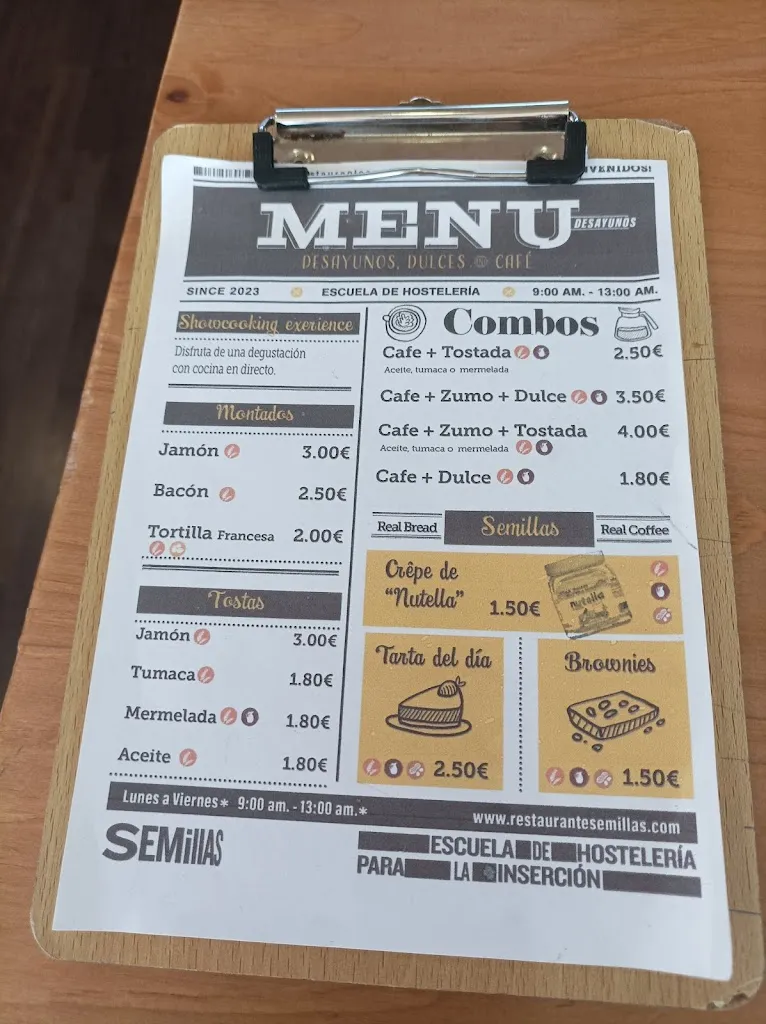 MENU
DESAYUNOS
DESAYUNOS, DULCES & CAFÉ
SINCE 2023 ESCUELA DE HOSTELERÍA 9:00 AM. - 13:00 AM.
Showcooking exerience
Disfruta de una degustación
con cocina en directo.
Montados
Jamón 3.00€
Bacón 2.50€
Tortilla Francesa 2.00€
Tostas
Jamón 3.00€
Tumaca 1.80€
Mermelada 1.80€
Aceite 1.80€
Combos
Cafe + Tostada 2.50€
Aceite, tumaca o mermelada
Cafe + Zumo + Dulce 3.50€
Cafe + Zumo + Tostada 4.00€
Aceite, tumaca o mermelada
Cafe + Dulce 1.80€
Real Bread Semillas Real Coffee
Crêpe de
"Nutella" 1.50€
nutella
Tarta del día
2.50€
Brownies
1.50€
Lunes a Viernes* 9:00 am. - 13:00 am.*
www.restaurantesemillas.com
SEMillAS
ESCUELA DE HOSTELERÍA
PARA LA INSERCIÓN